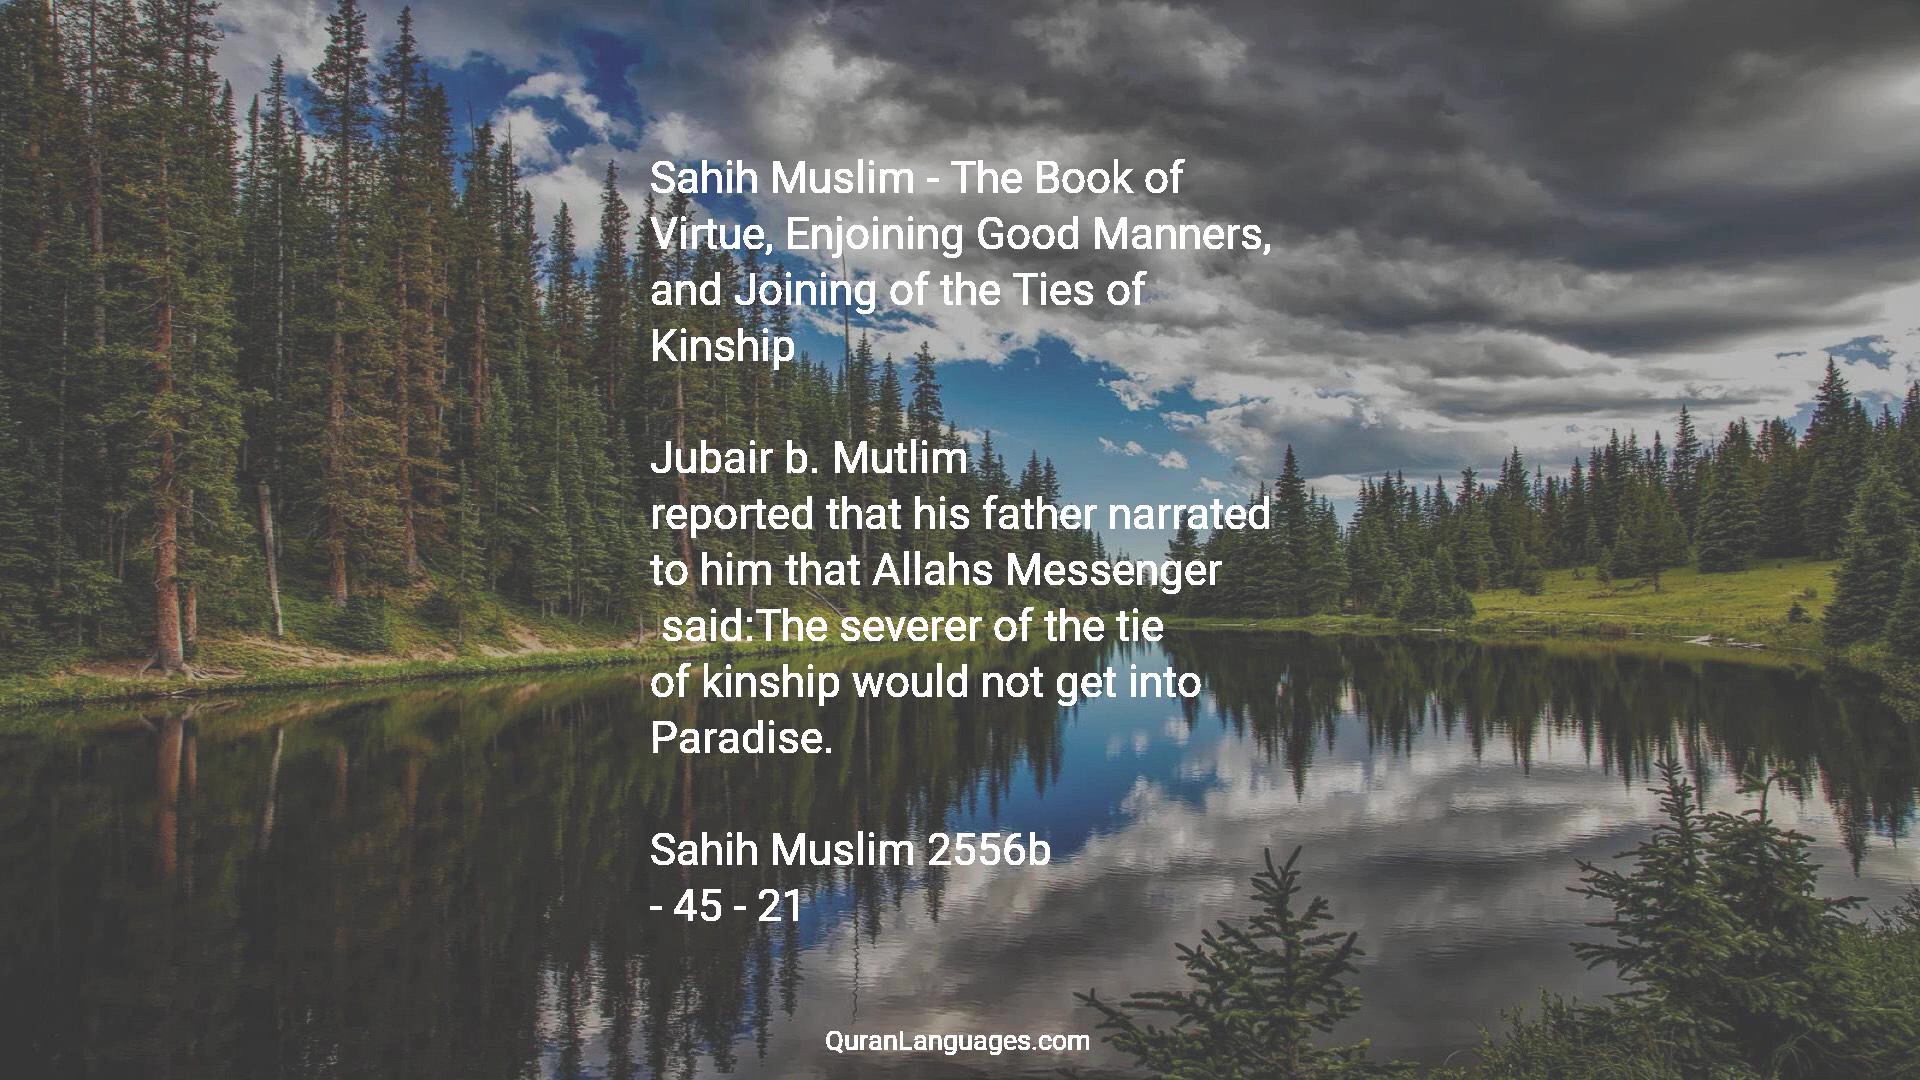 Sahih Muslim - The Book of
Virtue, Enjoining Good Manners,
and Joining of the Ties of
Kinship
Jubair b. Mutlim
reported that his father narrated
to him that Allahs Messenger
said:The severer of the tie
of kinship would not get into
Paradise.
Sahih Muslim 2556b
- 45 - 21
QuranLanguages.com